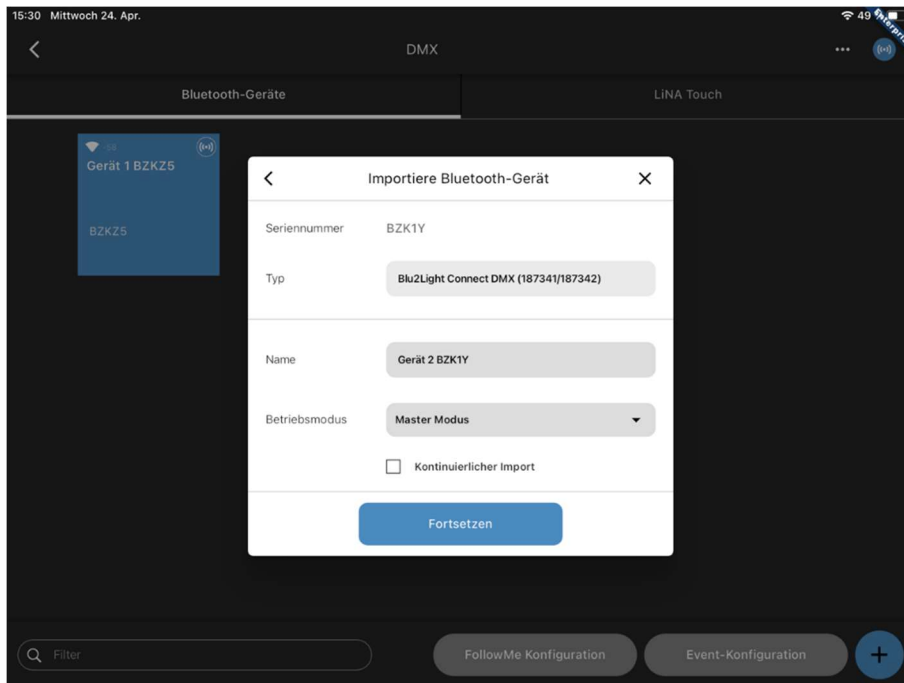 15:30 Mittwoch 24. Apr.
49
DMX
Bluetooth-Geräte
LiNA Touch
Gerät 1 BZKZ5
BZKZ5
Importiere Bluetooth-Gerät
Seriennummer BZK1Y
Typ Blu2Light Connect DMX (187341/187342)
Name Gerät 2 BZK1Y
Betriebsmodus Master Modus
Kontinuierlicher Import
Fortsetzen
Filter
FollowMe Konfiguration
Event-Konfiguration